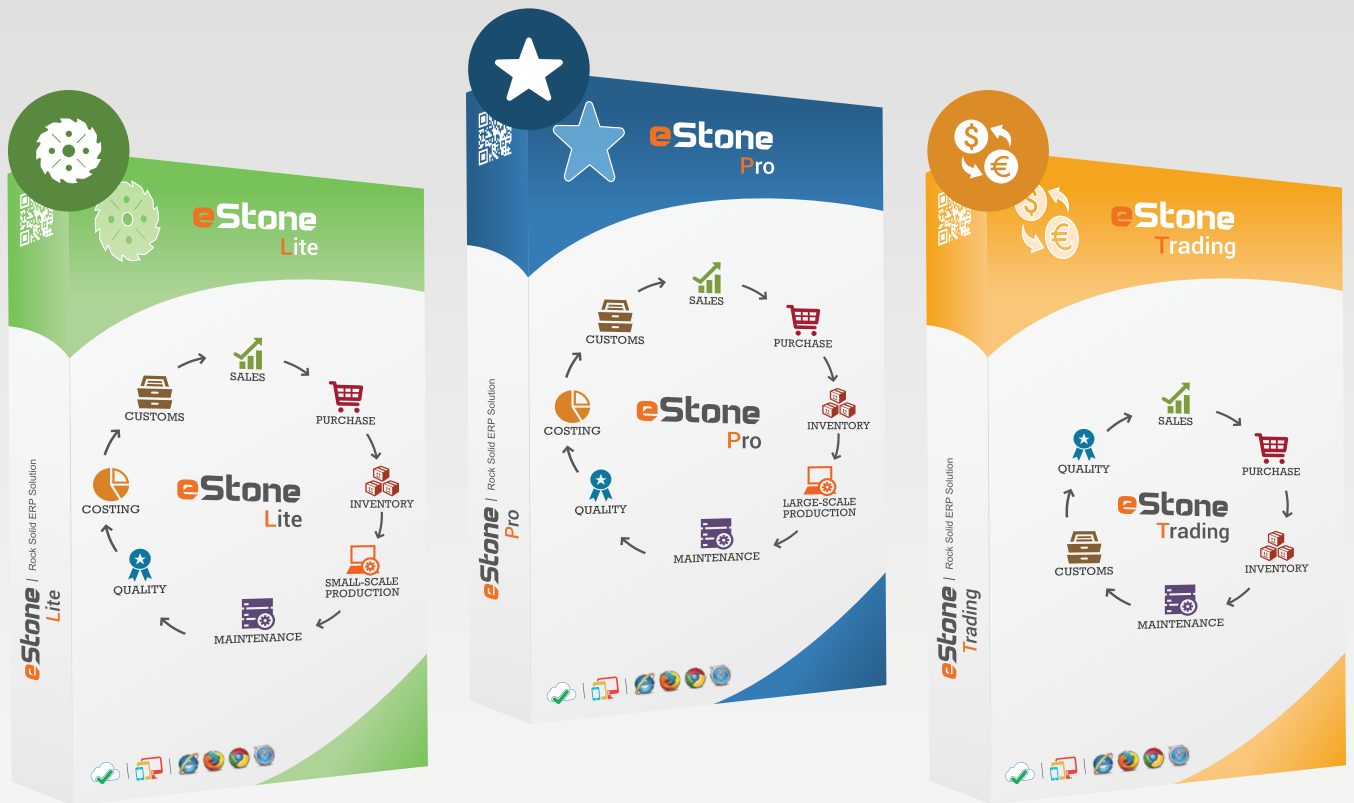 eStone
Lite
SALES
PURCHASE
INVENTORY
SMALL-SCALE
PRODUCTION
MAINTENANCE
QUALITY
COSTING
CUSTOMS
eStone
Lite
eStone | Rock Solid ERP Solution
Lite
eStone
Pro
SALES
PURCHASE
INVENTORY
LARGE-SCALE
PRODUCTION
MAINTENANCE
QUALITY
COSTING
CUSTOMS
eStone
Pro
eStone | Rock Solid ERP Solution
Pro
$
€
$
€
eStone
Trading
SALES
PURCHASE
INVENTORY
MAINTENANCE
CUSTOMS
QUALITY
eStone
Trading
eStone | Rock Solid ERP Solution
Trading